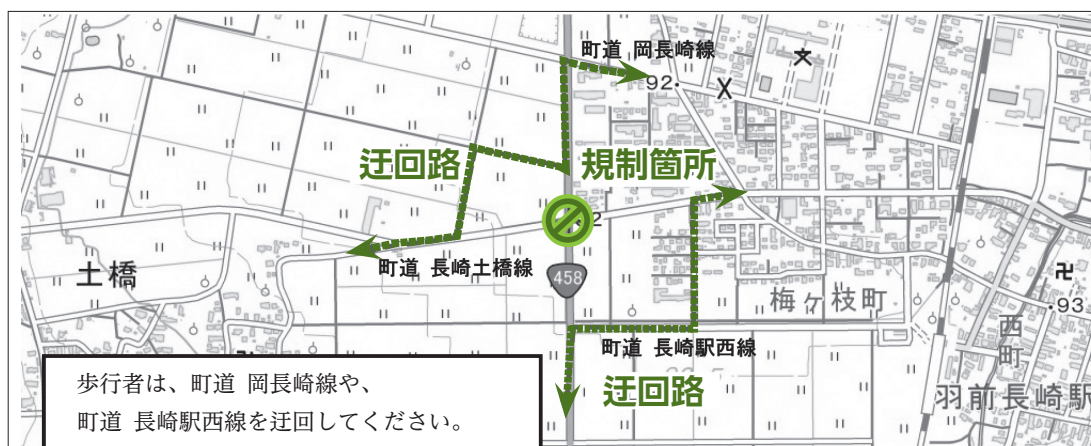 町道 岡長崎線
92.
迂回路
規制箇所
2
町道 長崎土橋線
土橋
458
梅ヶ枝町
.93
西町
町道 長崎駅西線
迂回路
羽前長崎駅
歩行者は、町道 岡長崎線や、
町道 長崎駅西線を迂回してください。